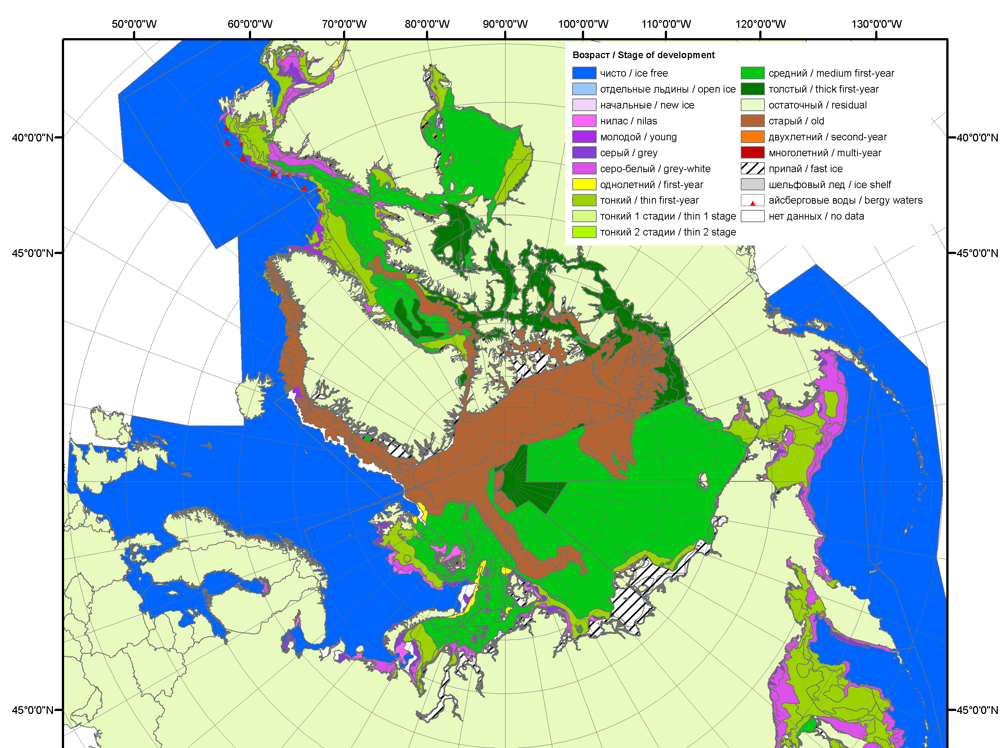 50°0'0"W 60°0'0"W 70°0'0"W 80°0'0"W 90°0'0"W 100°0'0"W 110°0'0"W 120°0'0"W 130°0'0"W
Возраст / Stage of development
чисто / ice free
отдельные льдины / open ice
начальные / new ice
нилас / nilas
молодой / young
серый / grey
серо-белый / grey-white
однолетний / first-year
тонкий / thin first-year
тонкий 1 стадии / thin 1 stage
тонкий 2 стадии / thin 2 stage
средний / medium first-year
толстый / thick first-year
остаточный / residual
старый / old
двухлетний / second-year
многолетний / multi-year
припай / fast ice
шельфовый лед / ice shelf
айсберговые воды / bergy waters
нет данных / no data
40°0'0"N 40°0'0"N
45°0'0"N 45°0'0"N
45°0'0"N 45°0'0"N